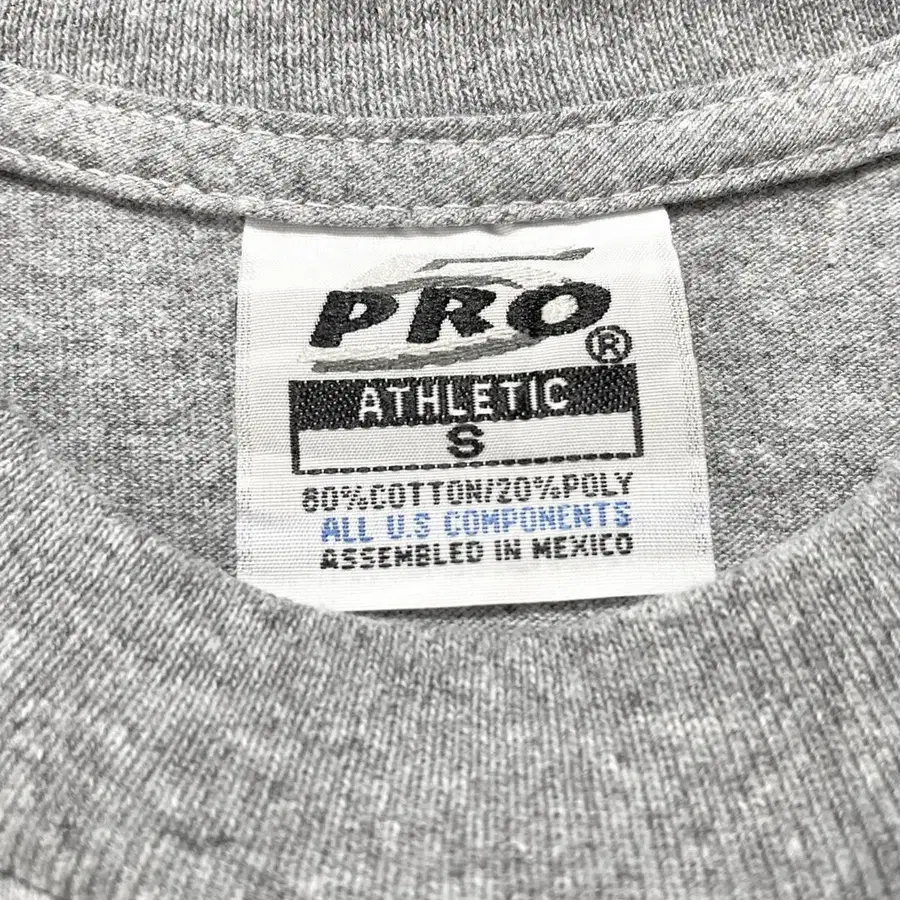 PRO
®
ATHLETIC
S
80%COTTON/20%POLY
ALL U.S COMPONENTS
ASSEMBLED IN MEXICO